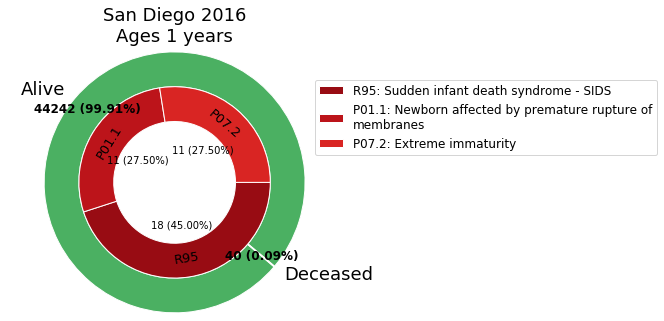 San Diego 2016
Ages 1 years
Alive
44242 (99.91%)
P01.1
11 (27.50%)
P07.2
11 (27.50%)
18 (45.00%)
R95
40 (0.09%)
Deceased
R95: Sudden infant death syndrome - SIDS
P01.1: Newborn affected by premature rupture of
membranes
P07.2: Extreme immaturity